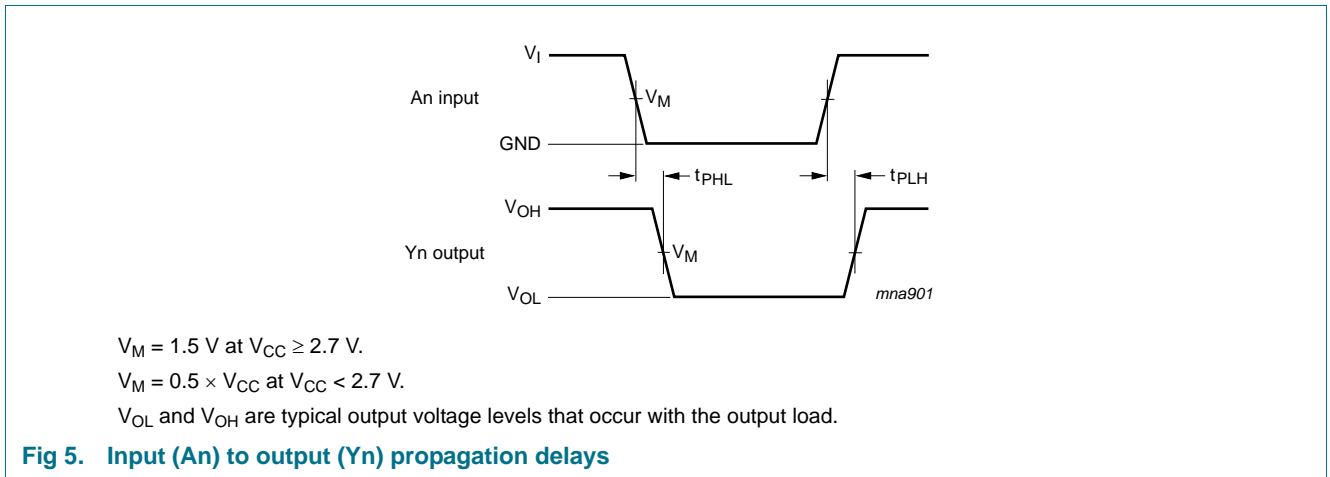 VI
An input
VM
GND
tPHL
tPLH
VOH
Yn output
VM
VOL
mna901
VM = 1.5 V at VCC ≥ 2.7 V.
VM = 0.5 × VCC at VCC < 2.7 V.
VOL and VOH are typical output voltage levels that occur with the output load.
Fig 5. Input (An) to output (Yn) propagation delays